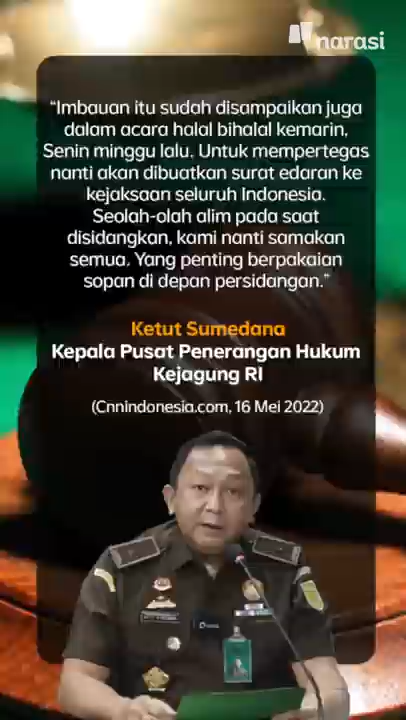 narasi
“Imbauan itu sudah disampaikan juga
dalam acara halal bihalal kemarin,
Senin minggu lalu. Untuk mempertegas
nanti akan dibuatkan surat edaran ke
kejaksaan seluruh Indonesia.
Seolah-olah alim pada saat
disidangkan, kami nanti samakan
semua. Yang penting berpakaian
sopan di depan persidangan.”
Ketut Sumedana
Kepala Pusat Penerangan Hukum
Kejagung RI
(Cnnindonesia.com, 16 Mei 2022)